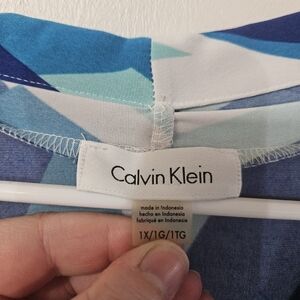 Calvin Klein
made in Indonesia
hecho en Indonesia
fabriqué en Indonésie
1X/1G/1TG